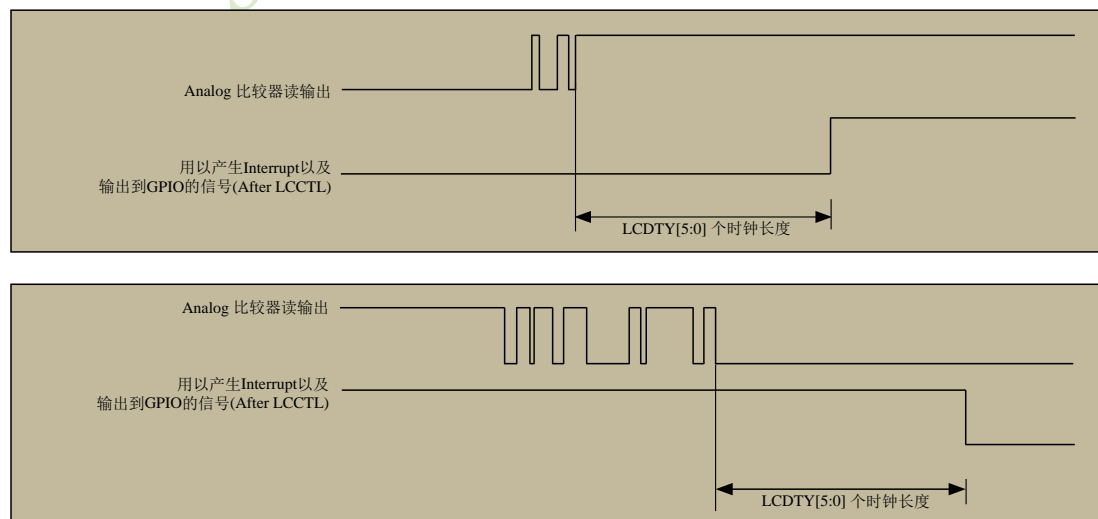 Analog 比较器读输出
用以产生Interrupt以及
输出到GPIO的信号(After LCCTL)
LCDTY[5:0] 个时钟长度
Analog 比较器读输出
用以产生Interrupt以及
输出到GPIO的信号(After LCCTL)
LCDTY[5:0] 个时钟长度